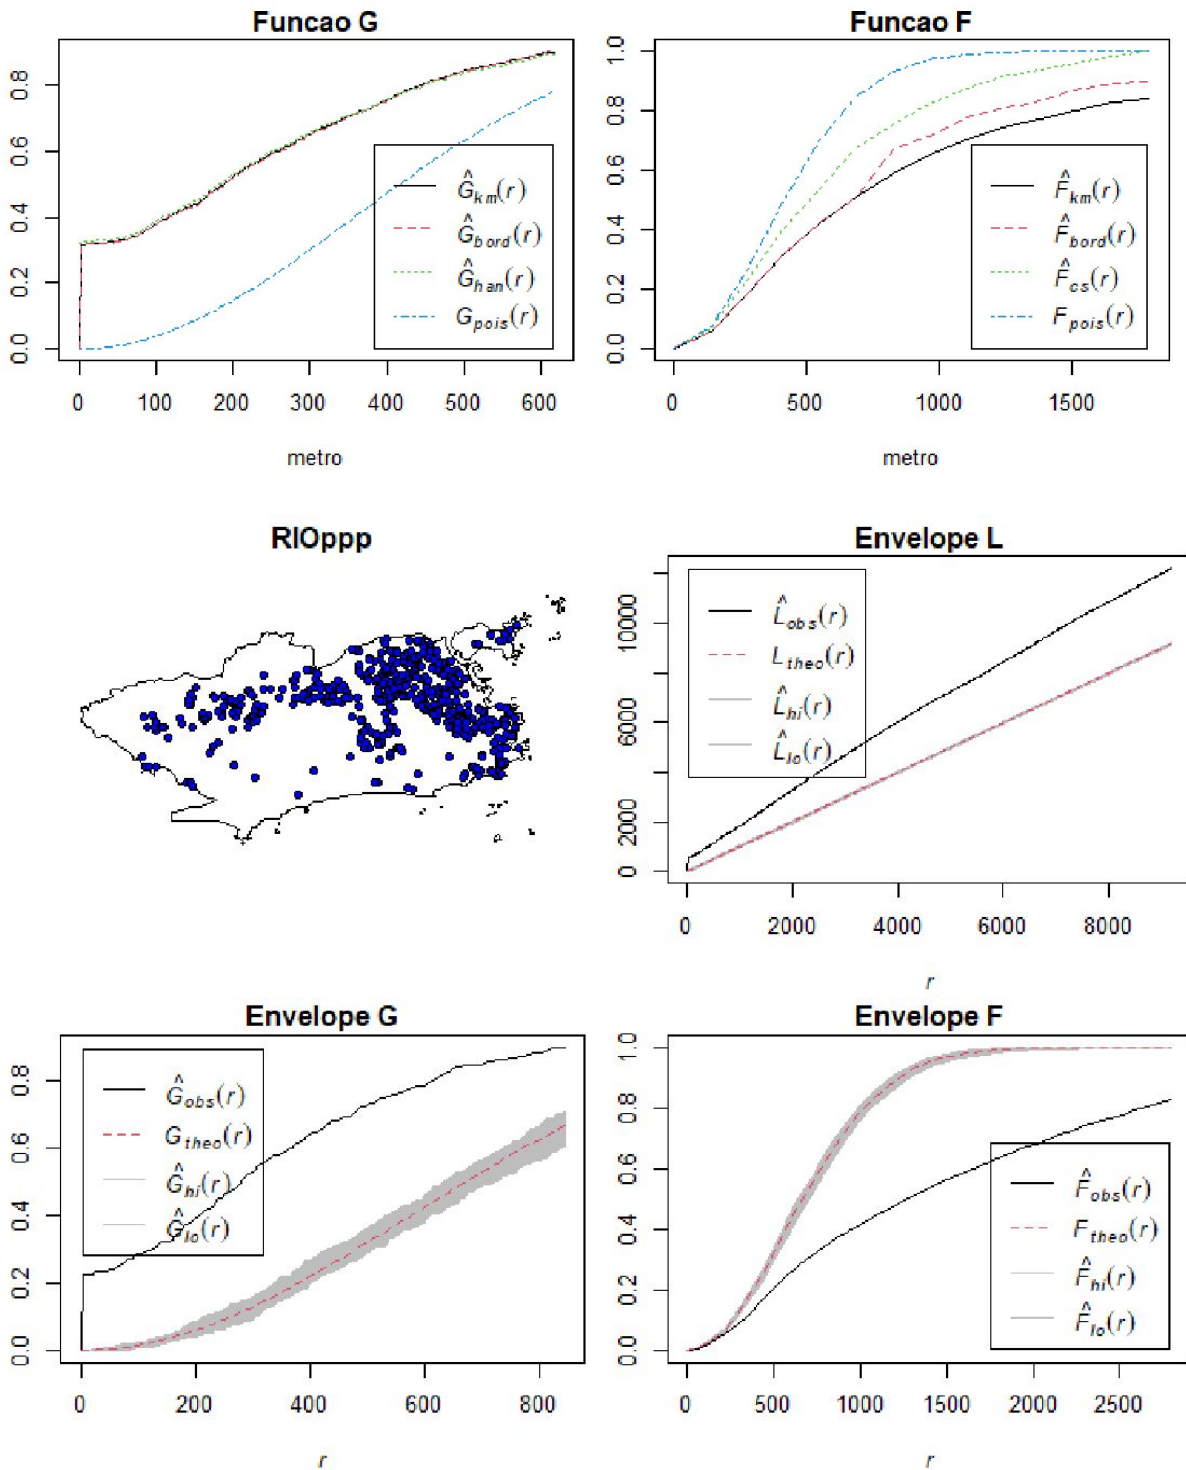 Funcao G
0.0 0.2 0.4 0.6 0.8
Ĝkm(r)
Ĝbord(r)
Ĝhan(r)
Gpois(r)
0 100 200 300 400 500 600
metro
Funcao F
0.0 0.2 0.4 0.6 0.8 1.0
F̂km(r)
F̂bord(r)
F̂cs(r)
Fpois(r)
0 500 1000 1500
metro
RIOppp
Envelope L
0 2000 6000 10000
L̂obs(r)
Ltheo(r)
L̂hi(r)
L̂lo(r)
0 2000 4000 6000 8000
r
Envelope G
0.0 0.2 0.4 0.6 0.8
Ĝobs(r)
Gtheo(r)
Ĝhi(r)
Ĝlo(r)
0 200 400 600 800
r
Envelope F
0.0 0.2 0.4 0.6 0.8 1.0
F̂obs(r)
Ftheo(r)
F̂hi(r)
F̂lo(r)
0 500 1000 1500 2000 2500
r